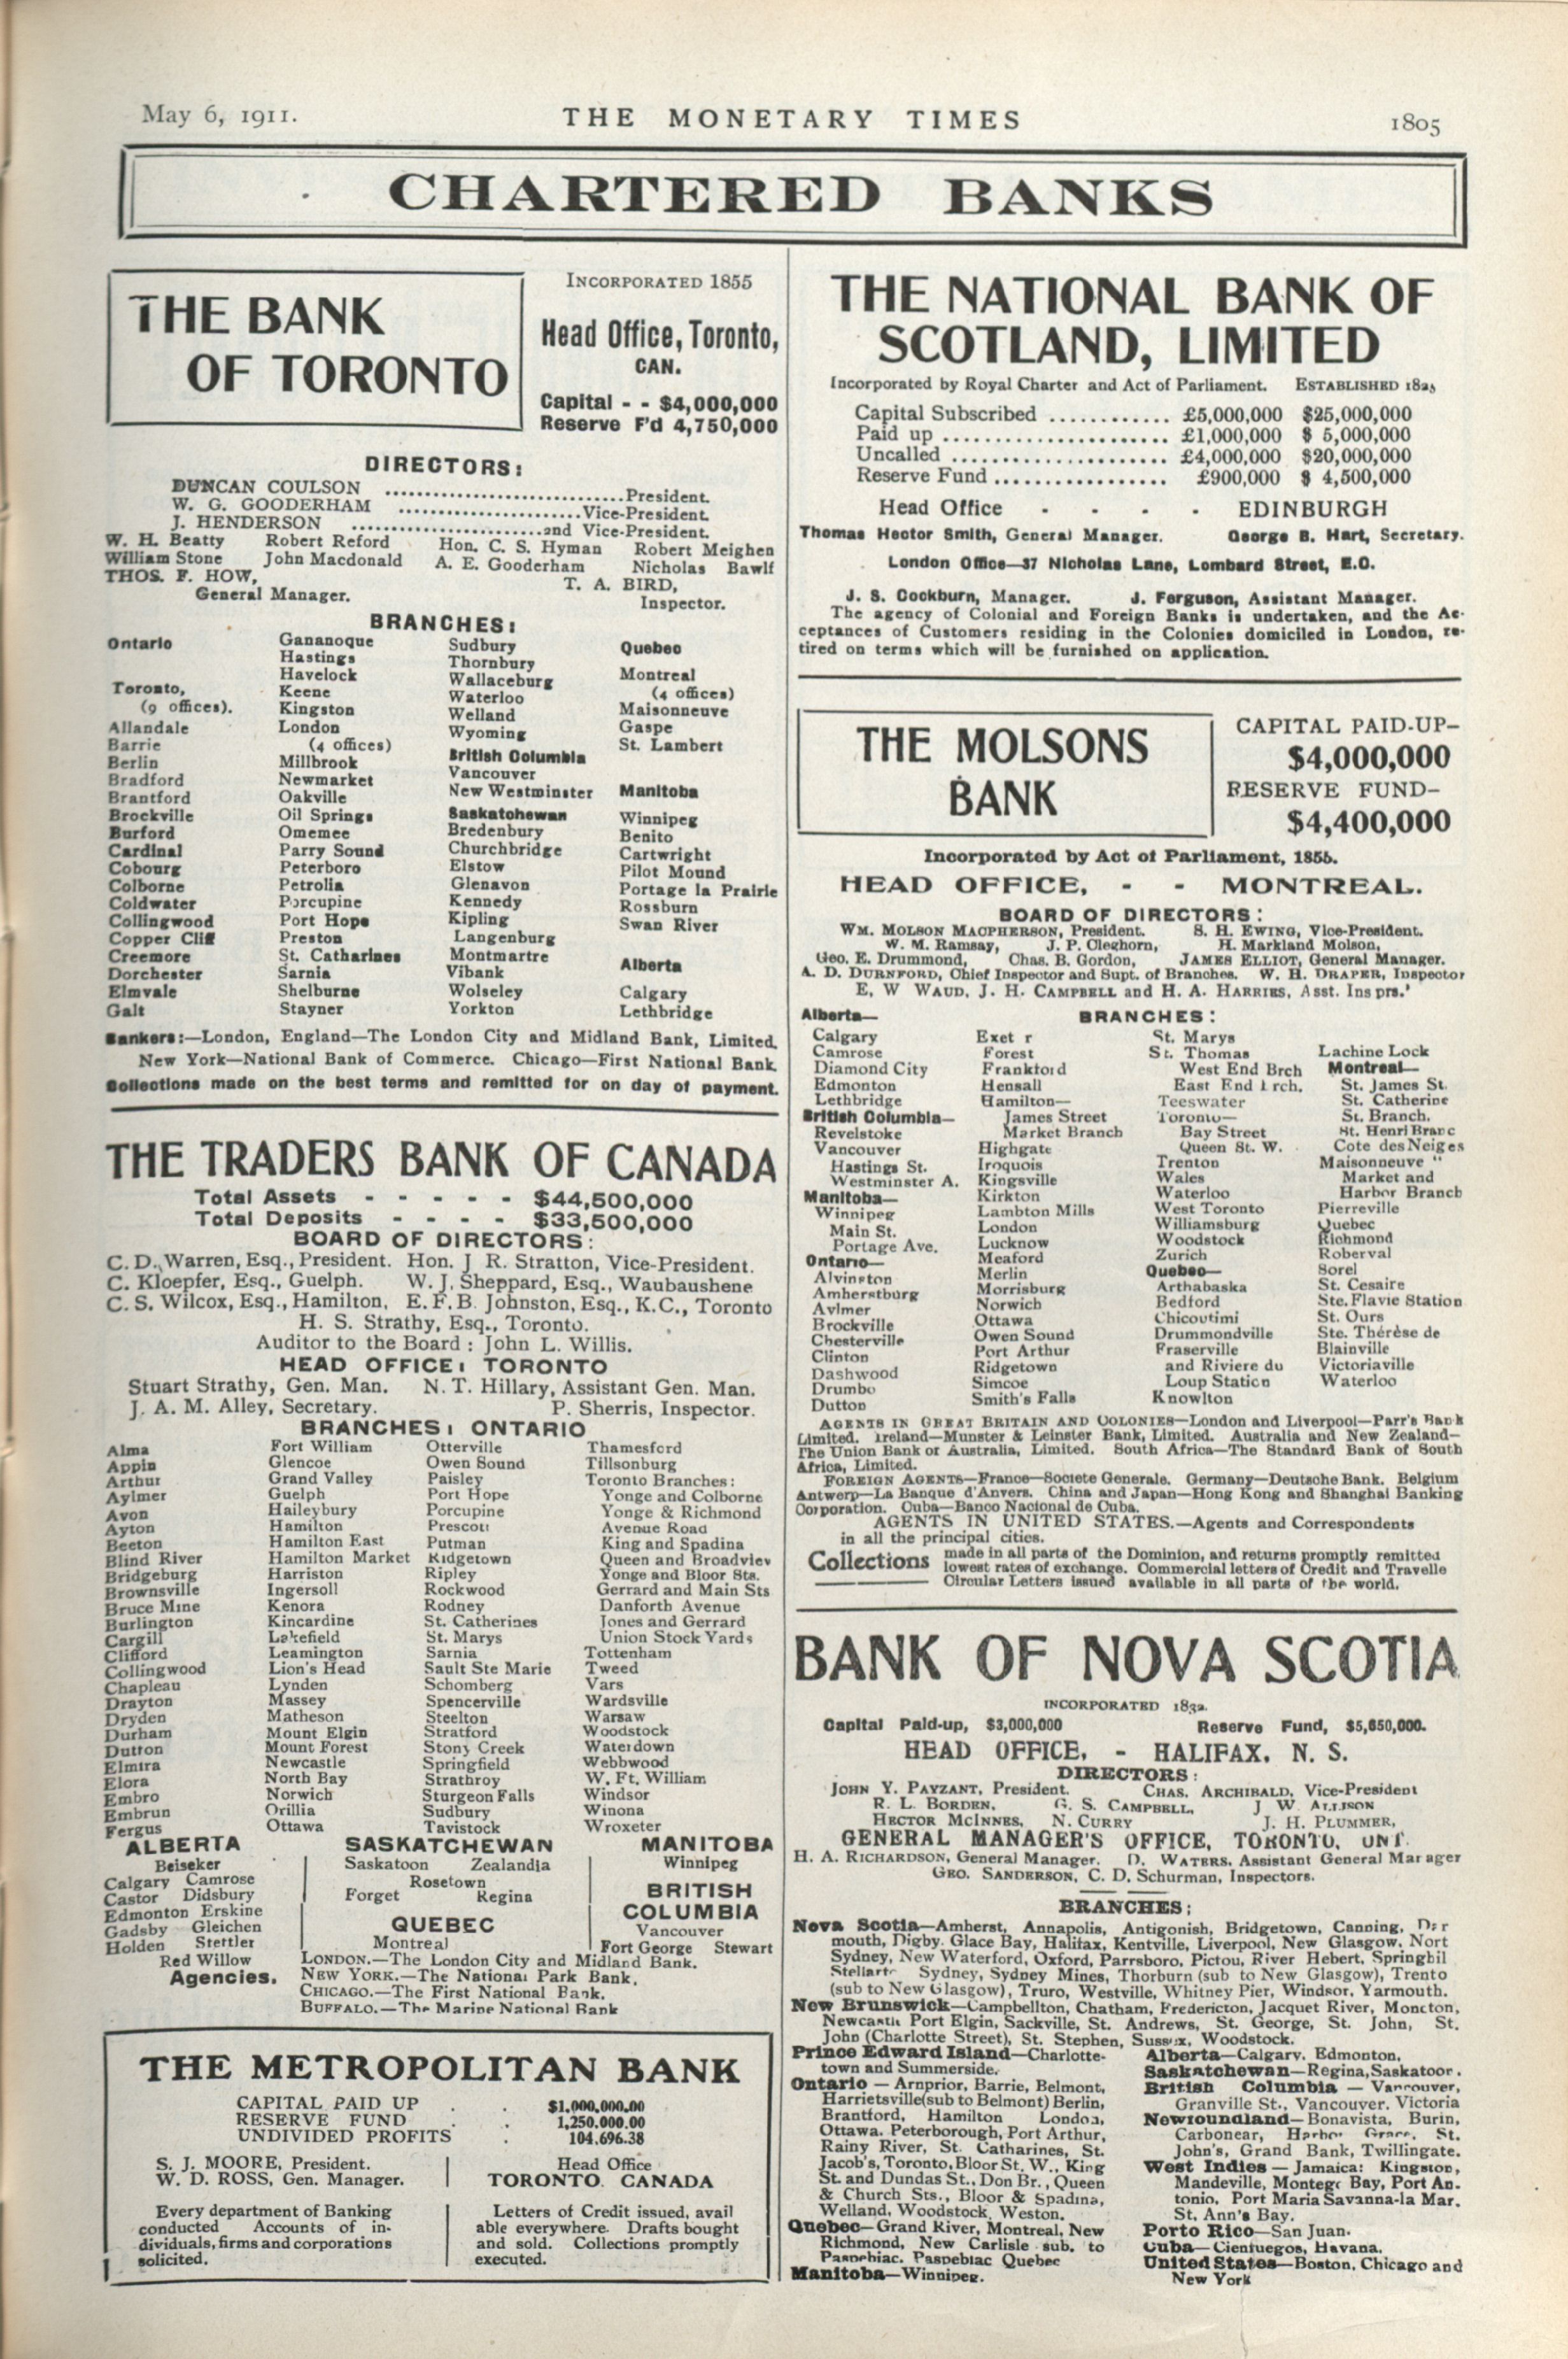 May 6, 1911.
THE MONETARY TIMES
1805
CHARTERED BANKS
THE BANK
OF TORONTO
INCORPORATED 1855
Head Office, Toronto,
CAN.
Capital - - $4,000,000
Reserve F'd 4,750,000
DIRECTORS:
DUNCAN COULSON ..............................President.
W. G. GOODERHAM .......................Vice-President.
J. HENDERSON ........................2nd Vice-President.
W. H. Beatty Robert Reford Hon. C. S. Hyman Robert Meighen
William Stone John Macdonald A. E. Gooderham Nicholas Bawlf
THOS. F. HOW, T. A. BIRD,
General Manager. Inspector.
BRANCHES:
Ontario
Toronto,
(9 offices).
Allandale
Barrie
Berlin
Bradford
Brantford
Brockville
Burford
Cardinal
Cobourg
Colborne
Coldwater
Collingwood
Copper Cliff
Creemore
Dorchester
Elmvale
Galt
Gananoque
Hastings
Havelock
Keene
Kingston
London
(4 offices)
Millbrook
Newmarket
Oakville
Oil Springs
Omemee
Parry Sound
Peterboro
Petrolia
Porcupine
Port Hope
Preston
St. Catharines
Sarnia
Shelburne
Stayner
Sudbury
Thornbury
Wallaceburg
Waterloo
Welland
Wyoming
British Columbia
Vancouver
New Westminster
Saskatchewan
Bredenbury
Churchbridge
Elstow
Glenavon
Kennedy
Kipling
Langenburg
Montmartre
Vibank
Wolseley
Yorkton
Quebec
Montreal
(4 offices)
Maisonneuve
Gaspe
St. Lambert
Manitoba
Winnipeg
Benito
Cartwright
Pilot Mound
Portage la Prairie
Rossburn
Swan River
Alberta
Calgary
Lethbridge
Bankers:—London, England—The London City and Midland Bank, Limited.
New York—National Bank of Commerce. Chicago—First National Bank.
Collections made on the best terms and remitted for on day of payment.
THE TRADERS BANK OF CANADA
Total Assets - - - - - $44,500,000
Total Deposits - - - - $33,500,000
BOARD OF DIRECTORS:
C. D. Warren, Esq., President. Hon. J R. Stratton, Vice-President.
C. Kloepfer, Esq., Guelph. W. J. Sheppard, Esq., Waubaushene
C. S. Wilcox, Esq., Hamilton. E. F. B. Johnston, Esq., K.C., Toronto
H. S. Strathy, Esq., Toronto.
Auditor to the Board : John L. Willis.
HEAD OFFICE: TORONTO
Stuart Strathy, Gen. Man. N. T. Hillary, Assistant Gen. Man.
J. A. M. Alley, Secretary. P. Sherris, Inspector.
BRANCHES: ONTARIO
Alma
Appin
Arthur
Aylmer
Avon
Ayton
Beeton
Blind River
Bridgeburg
Brownsville
Bruce Mine
Burlington
Cargill
Clifford
Collingwood
Chapleau
Drayton
Dryden
Durham
Dutton
Elmira
Elora
Embro
Embrun
Fergus
Fort William
Glencoe
Grand Valley
Guelph
Haileybury
Hamilton
Hamilton East
Hamilton Market
Harriston
Ingersoll
Kenora
Kincardine
Lakefield
Leamington
Lion's Head
Lynden
Massey
Matheson
Mount Elgin
Mount Forest
Newcastle
North Bay
Norwich
Orillia
Ottawa
Otterville
Owen Sound
Paisley
Port Hope
Porcupine
Prescott
Putman
Ridgetown
Ripley
Rockwood
Rodney
St. Catherines
St. Marys
Sarnia
Sault Ste Marie
Schomberg
Spencerville
Steelton
Stratford
Stony Creek
Springfield
Strathroy
Sturgeon Falls
Sudbury
Tavistock
Thamesford
Tillsonburg
Toronto Branches:
Yonge and Colborne
Yonge & Richmond
Avenue Road
King and Spadina
Queen and Broadview
Yonge and Bloor Sts.
Gerrard and Main Sts
Danforth Avenue
Jones and Gerrard
Union Stock Yards
Tottenham
Tweed
Vars
Wardsville
Warsaw
Woodstock
Waterdown
Webbwood
W. Ft. William
Windsor
Winona
Wroxeter
ALBERTA
Beiseker
Calgary Camrose
Castor Didsbury
Edmonton Erskine
Gadsby Gleichen
Holden Stettler
Red Willow
SASKATCHEWAN
Saskatoon Zealandia
Rosetown
Forget Regina
QUEBEC
Montreal
MANITOBA
Winnipeg
BRITISH
COLUMBIA
Vancouver
Fort George Stewart
Agencies.
LONDON.—The London City and Midland Bank.
NEW YORK.—The National Park Bank.
CHICAGO.—The First National Bank.
BUFFALO.—The Marine National Bank
THE METROPOLITAN BANK
CAPITAL PAID UP . . $1,000,000.00
RESERVE FUND . . 1,250,000.00
UNDIVIDED PROFITS . 104,696.38
S. J. MOORE, President.
W. D. ROSS, Gen. Manager.
Head Office
TORONTO. CANADA
Every department of Banking
conducted Accounts of in-
dividuals, firms and corporations
solicited.
Letters of Credit issued, avail
able everywhere. Drafts bought
and sold. Collections promptly
executed.
THE NATIONAL BANK OF
SCOTLAND, LIMITED
Incorporated by Royal Charter and Act of Parliament. ESTABLISHED 1825
Capital Subscribed ............ £5,000,000 $25,000,000
Paid up ....................... £1,000,000 $ 5,000,000
Uncalled ...................... £4,000,000 $20,000,000
Reserve Fund................. £900,000 $ 4,500,000
Head Office - - - - EDINBURGH
Thomas Hector Smith, General Manager. George B. Hart, Secretary.
London Office—37 Nicholas Lane, Lombard Street, E.C.
J. S. Cockburn, Manager. J. Ferguson, Assistant Manager.
The agency of Colonial and Foreign Banks is undertaken, and the Ac-
ceptances of Customers residing in the Colonies domiciled in London, re-
tired on terms which will be furnished on application.
THE MOLSONS
BANK
CAPITAL PAID-UP-
$4,000,000
RESERVE FUND-
$4,400,000
Incorporated by Act of Parliament, 1855.
HEAD OFFICE, - - MONTREAL.
BOARD OF DIRECTORS:
WM. MOLSON MACPHERSON, President. S. H. EWING, Vice-President.
W. M. Ramsay, J. P. Cleghorn, H. Markland Molson,
Geo. E. Drummond, Chas. B. Gordon, JAMES ELLIOT, General Manager.
A. D. DURNFORD, Chief Inspector and Supt. of Branches. W. H. DRAPER, Inspector
E. W WAUD, J. H. CAMPBELL and H. A. HARRIES, Asst. Insprs.
BRANCHES:
Alberta—
Calgary
Camrose
Diamond City
Edmonton
Lethbridge
British Columbia—
Revelstoke
Vancouver
Hastings St.
Westminster A.
Manitoba—
Winnipeg
Main St.
Portage Ave.
Ontario—
Alvinston
Amherstburg
Aylmer
Brockville
Chesterville
Clinton
Dashwood
Drumbo
Dutton
Exet r
Forest
Frankford
Hensall
Hamilton—
James Street
Market Branch
Highgate
Iroquois
Kingsville
Kirkton
Lambton Mills
London
Lucknow
Meaford
Merlin
Morrisburg
Norwich
Ottawa
Owen Sound
Port Arthur
Ridgetown
Simcoe
Smith's Falls
St. Marys
St. Thomas
West End Brch
East End Brch.
Teeswater
Toronto—
Bay Street
Queen St. W.
Trenton
Wales
Waterloo
West Toronto
Williamsburg
Woodstock
Zurich
Quebec—
Arthabaska
Bedford
Chicoutimi
Drummondville
Fraserville
and Riviere du
Loup Station
Knowlton
Lachine Lock
Montreal—
St. James St.
St. Catherine
St. Branch.
St. Henri Branc
Cote des Neiges
Maisonneuve "
Market and
Harbor Branch
Pierreville
Quebec
Richmond
Roberval
Sorel
St. Cesaire
Ste. Flavie Station
St. Ours
Ste. Thérèse de
Blainville
Victoriaville
Waterloo
AGENTS IN GREAT BRITAIN AND COLONIES—London and Liverpool—Parr's Bank
Limited. Ireland—Munster & Leinster Bank, Limited. Australia and New Zealand—
The Union Bank of Australia, Limited. South Africa—The Standard Bank of South
Africa, Limited.
FOREIGN AGENTS—France—Societe Generale. Germany—Deutsche Bank. Belgium
Antwerp—La Banque d'Anvers. China and Japan—Hong Kong and Shanghai Banking
Corporation. Cuba—Banco Nacional de Cuba.
AGENTS IN UNITED STATES.—Agents and Correspondents
in all the principal cities.
Collections made in all parts of the Dominion, and returns promptly remitted
lowest rates of exchange. Commercial letters of Credit and Travelle
Circular Letters issued available in all parts of the world.
BANK OF NOVA SCOTIA
INCORPORATED 1832.
Capital Paid-up, $3,000,000 Reserve Fund, $5,650,000.
HEAD OFFICE, - HALIFAX, N. S.
DIRECTORS:
JOHN Y. PAYZANT, President. CHAS. ARCHIBALD, Vice-President
R. L. BORDEN, G. S. CAMPBELL, J W. ALLISON
HECTOR MCINNES, N. CURRY J. H. PLUMMER,
GENERAL MANAGER'S OFFICE, TORONTO, ONT.
H. A. RICHARDSON, General Manager. D. WATERS, Assistant General Manager
GEO. SANDERSON, C. D. Schurman, Inspectors.
BRANCHES:
Nova Scotia—Amherst, Annapolis, Antigonish, Bridgetown, Canning, Dar
mouth, Digby. Glace Bay, Halifax, Kentville, Liverpool, New Glasgow, Nort
Sydney, New Waterford, Oxford, Parrsboro, Pictou, River Hebert, Springhil
Stellart Sydney, Sydney Mines, Thorburn (sub to New Glasgow), Trento
(sub to New Glasgow), Truro, Westville, Whitney Pier, Windsor, Yarmouth.
New Brunswick—Campbellton, Chatham, Fredericton, Jacquet River, Moncton,
Newcastle Port Elgin, Sackville, St. Andrews, St. George, St. John, St.
John (Charlotte Street), St. Stephen, Sussex, Woodstock.
Prince Edward Island—Charlotte-
town and Summerside.
Ontario — Arnprior, Barrie, Belmont,
Harrietsville(sub to Belmont) Berlin,
Brantford, Hamilton London,
Ottawa. Peterborough, Port Arthur,
Rainy River, St. Catharines, St.
Jacob's, Toronto, Bloor St, W., King
St. and Dundas St., Don Br., Queen
& Church Sts., Bloor & Spadina,
Welland, Woodstock, Weston.
Quebec—Grand River, Montreal, New
Richmond, New Carlisle sub. to
Paspebiac. Paspebiac Quebec
Manitoba—Winnipeg.
Alberta—Calgary. Edmonton.
Saskatchewan—Regina, Saskatoor.
British Columbia — Vancouver,
Granville St., Vancouver. Victoria
Newfoundland—Bonavista, Burin,
Carbonear, Harbor Grace, St.
John's, Grand Bank, Twillingate.
West Indies — Jamaica: Kingston,
Mandeville, Montego Bay, Port An-
tonio, Port Maria Savanna-la Mar.
St. Ann's Bay.
Porto Rico—San Juan.
Cuba—Cienfuegos, Havana.
United States—Boston, Chicago and
New York